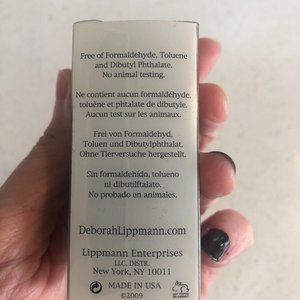 Free of Formaldehyde, Toluene
and Dibutyl Phthalate.
No animal testing.
Ne contient aucun formaldéhyde,
toluène et phtalate de dibutyle.
Aucun test sur les animaux.
Frei von Formaldehyd,
Toluen und Dibutylphthalat.
Ohne Tierversuche hergestellt.
Sin formaldehído, tolueno
ni dibutilftalato.
No probado en animales.
DeborahLippmann.com
Lippmann Enterprises
LLC, DISTR.
New York, NY 10011
MADE IN USA
©2009